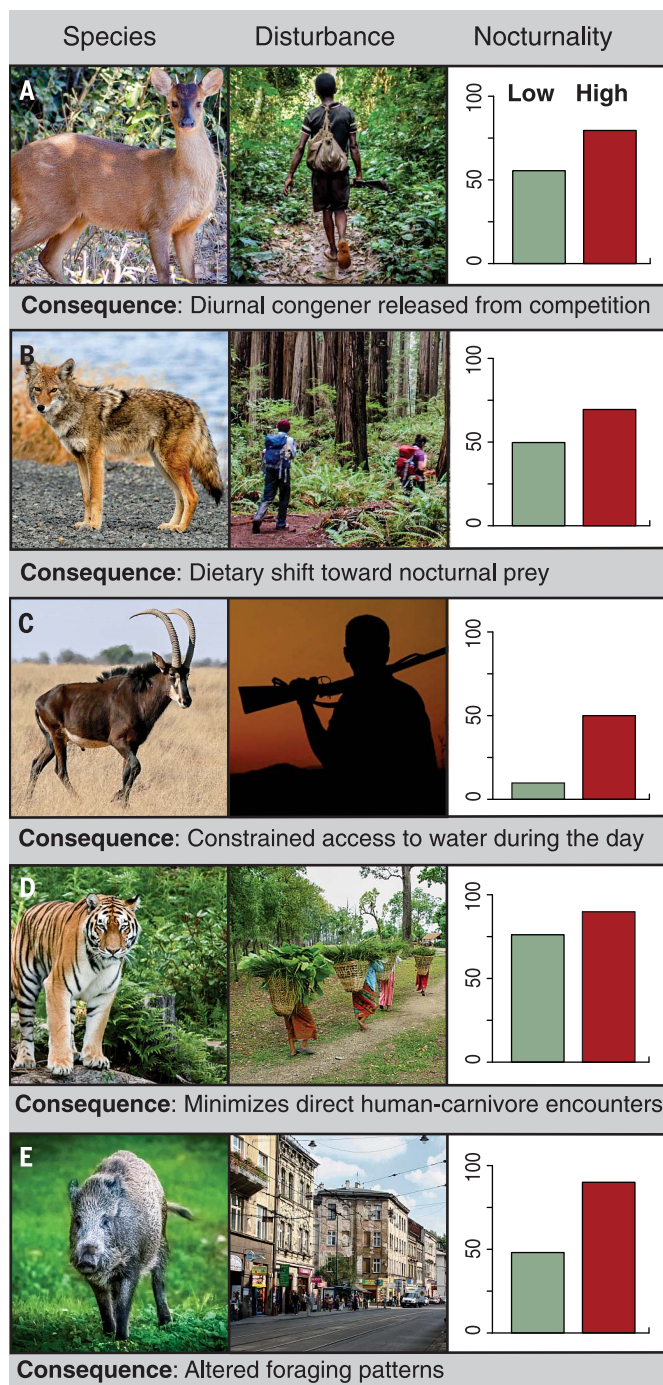 Species Disturbance Nocturnality
A
Low High
100
50
0
Consequence: Diurnal congener released from competition
B
100
50
0
Consequence: Dietary shift toward nocturnal prey
C
100
50
0
Consequence: Constrained access to water during the day
D
100
50
0
Consequence: Minimizes direct human-carnivore encounters
E
100
50
0
Consequence: Altered foraging patterns